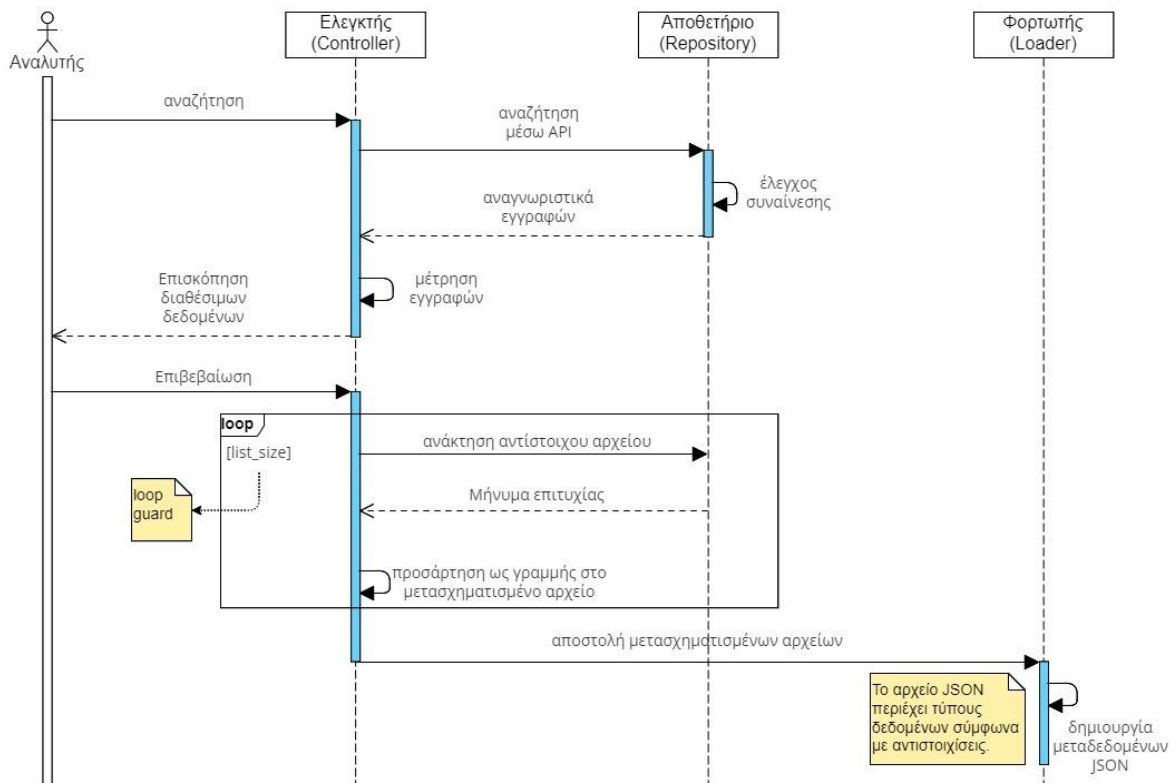 Αναλυτής
Ελεγκτής
(Controller)
Αποθετήριο
(Repository)
Φορτωτής
(Loader)
αναζήτηση
αναζήτηση
μέσω API
έλεγχος
συναίνεσης
αναγνωριστικά
εγγραφών
μέτρηση
εγγραφών
Επισκόπηση
διαθέσιμων
δεδομένων
Επιβεβαίωση
loop
[list_size]
loop
guard
ανάκτηση αντίστοιχου αρχείου
Μήνυμα επιτυχίας
προσάρτηση ως γραμμής στο
μετασχηματισμένο αρχείο
αποστολή μετασχηματισμένων αρχείων
Το αρχείο JSON
περιέχει τύπους
δεδομένων σύμφωνα
με αντιστοιχίσεις.
δημιουργία
μεταδεδομένων
JSON